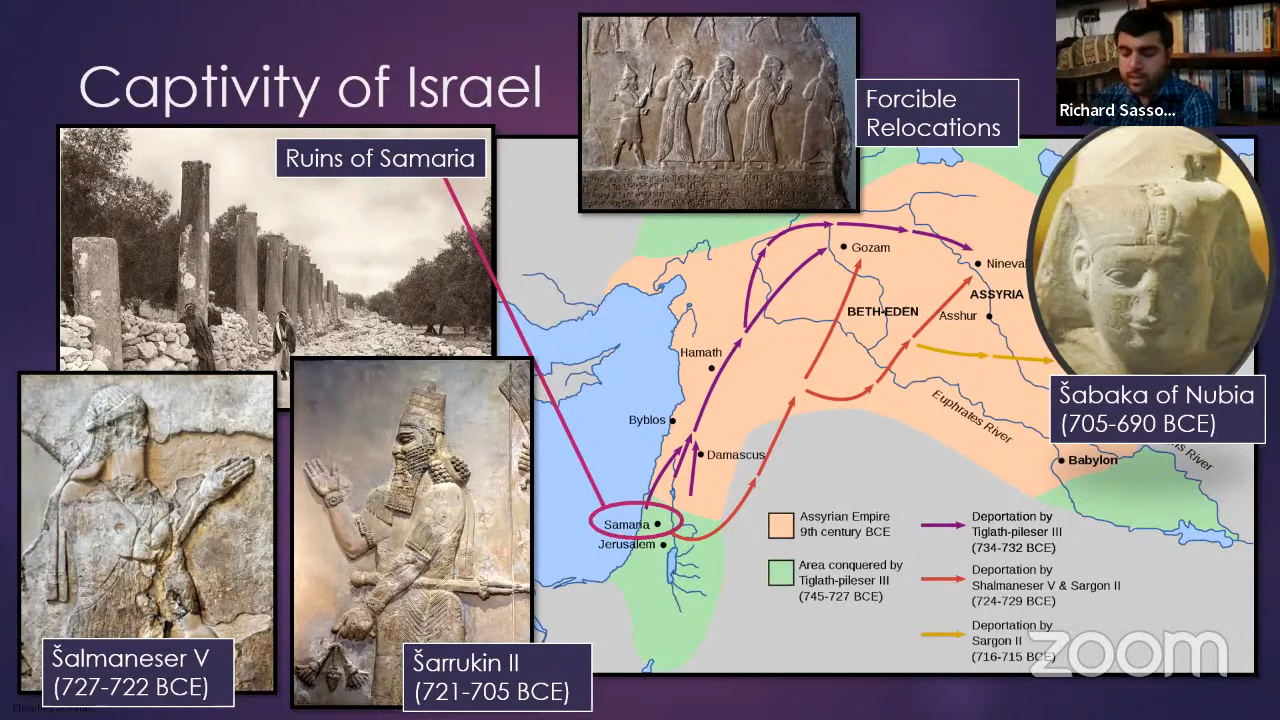 Captivity of Israel
Forcible
Relocations
Richard Sasso...
Ruins of Samaria
Gozam
Nineva
ASSYRIA
BETH-EDEN
Asshur
Hamath
Byblos
Euphrates River
Damascus
Šabaka of Nubia
(705-690 BCE)
ris River
Babylon
Samaria
Jerusalem
Assyrian Empire
9th century BCE
Area conquered by
Tiglath-pileser III
(745-727 BCE)
Deportation by
Tiglath-pileser III
(734-732 BCE)
Deportation by
Shalmaneser V & Sargon II
(724-729 BCE)
Deportation by
Sargon II
(716-715 BCE)
zoom
Šalmaneser V
(727-722 BCE)
Šarrukin II
(721-705 BCE)